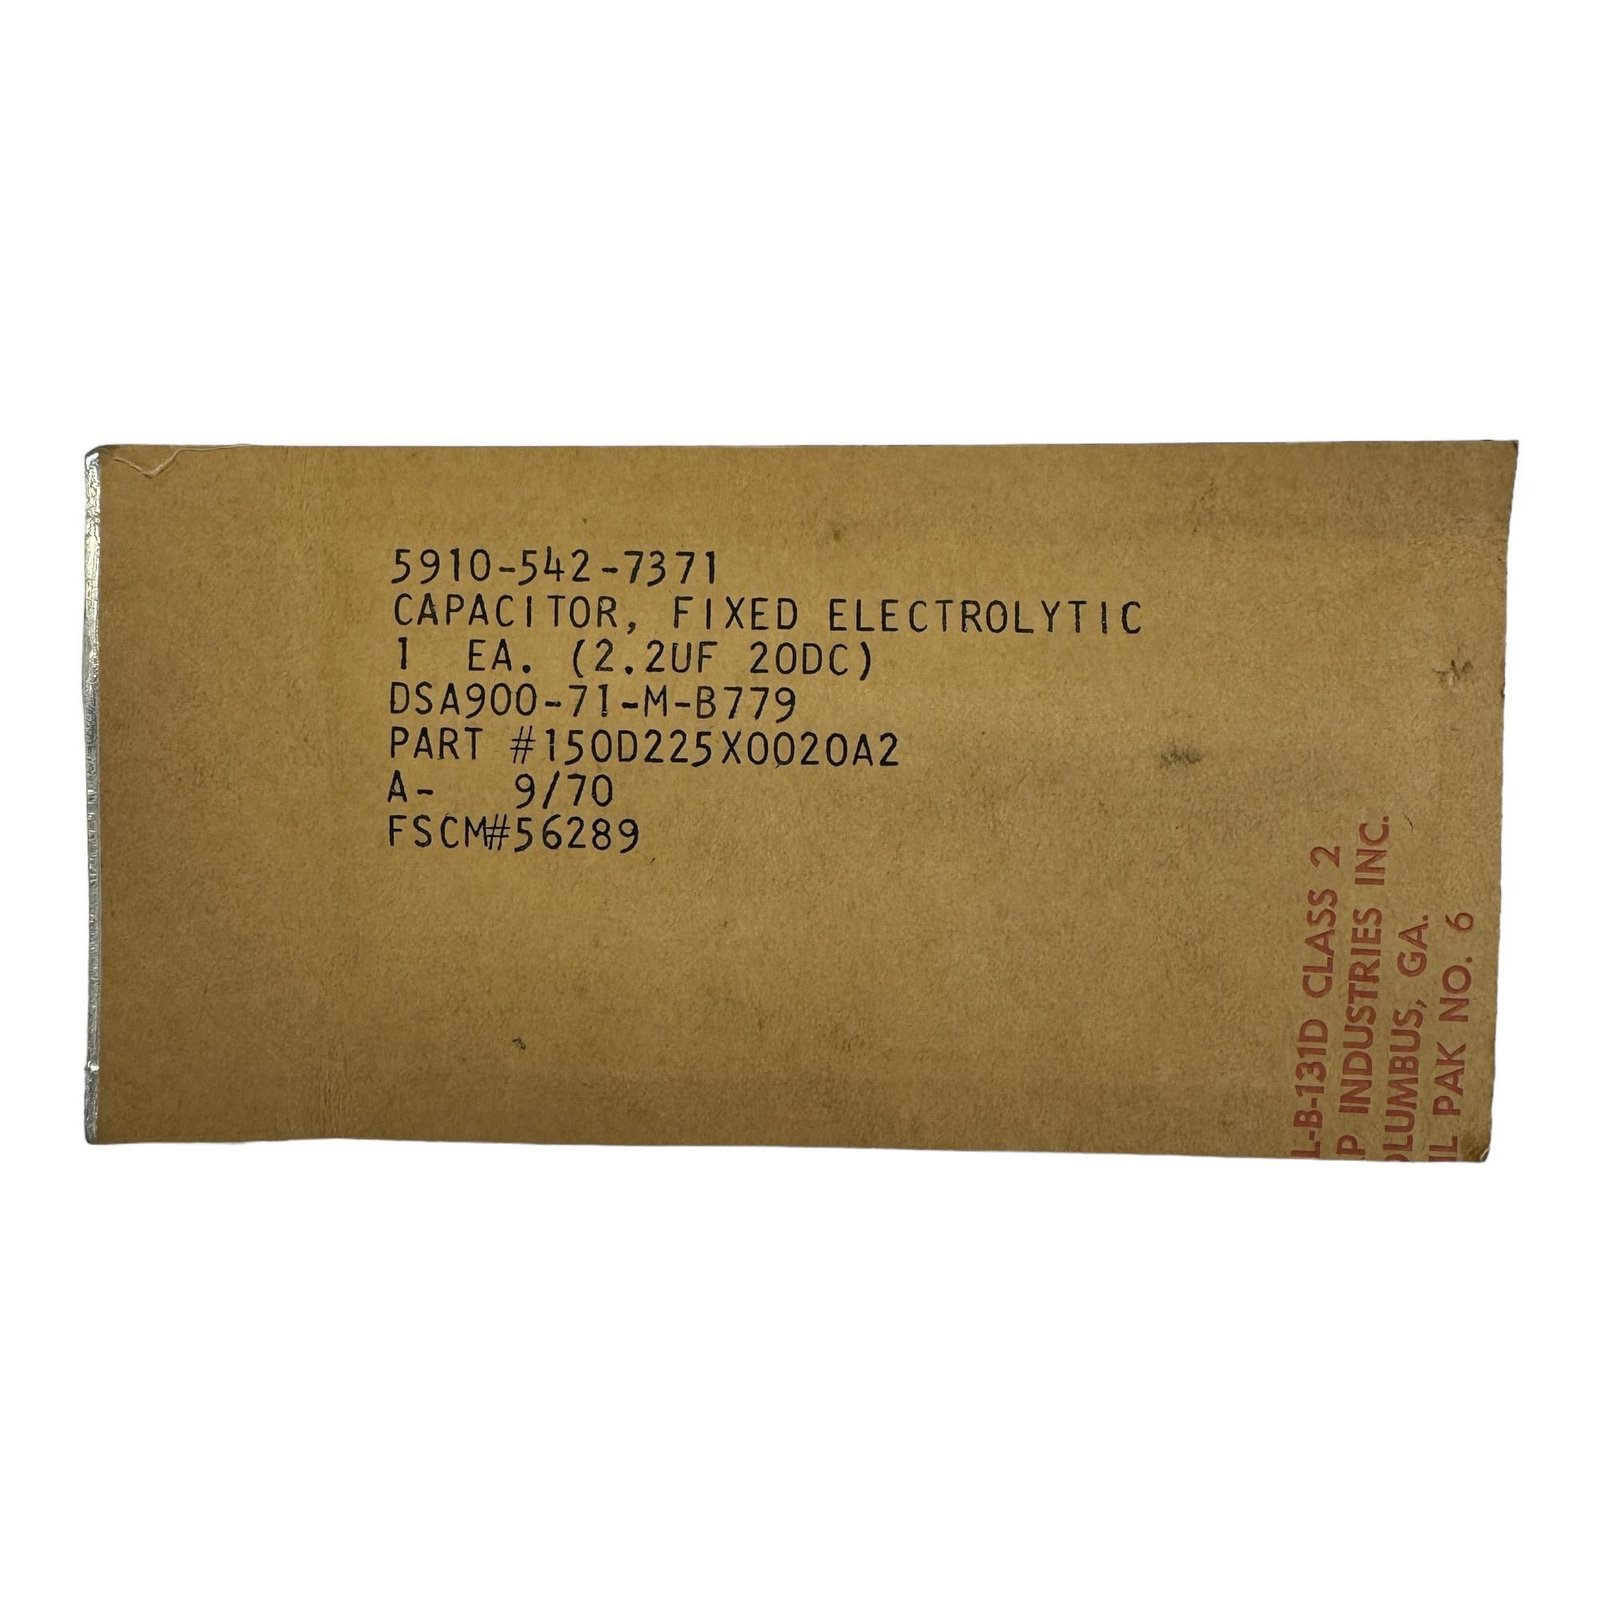 5910-542-7371
CAPACITOR, FIXED ELECTROLYTIC
1 EA. (2.2UF 20DC)
DSA900-71-M-B779
PART #150D225X0020A2
A- 9/70
FSCM#56289
L-B-131D CLASS 2
P INDUSTRIES INC.
OLUMBUS, GA.
IL PAK NO. 6